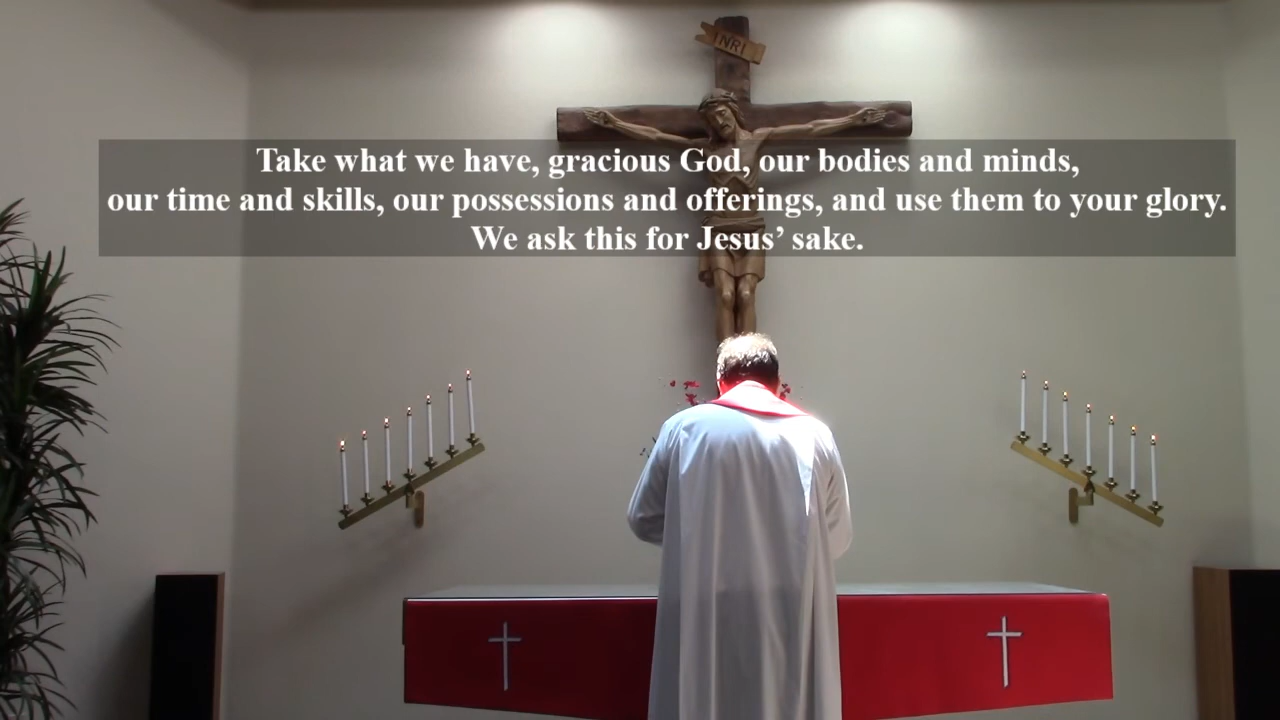 INRI
Take what we have, gracious God, our bodies and minds,
our time and skills, our possessions and offerings, and use them to your glory.
We ask this for Jesus’ sake.